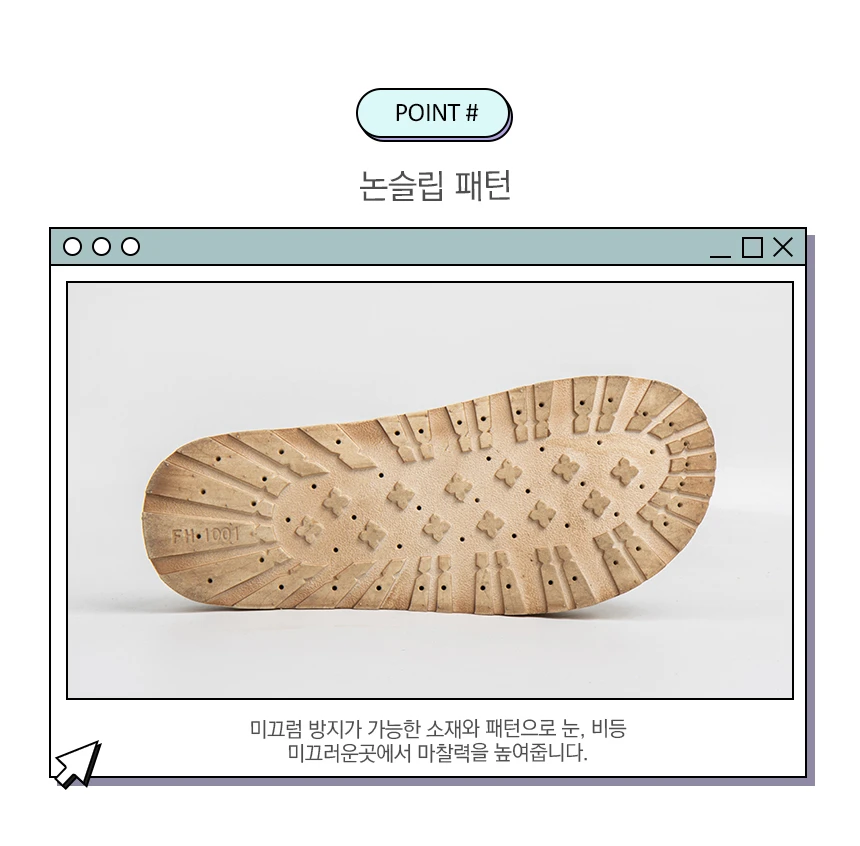 POINT #
논슬립 패턴
FH-1001
미끄럼 방지가 가능한 소재와 패턴으로 눈, 비등
미끄러운곳에서 마찰력을 높여줍니다.